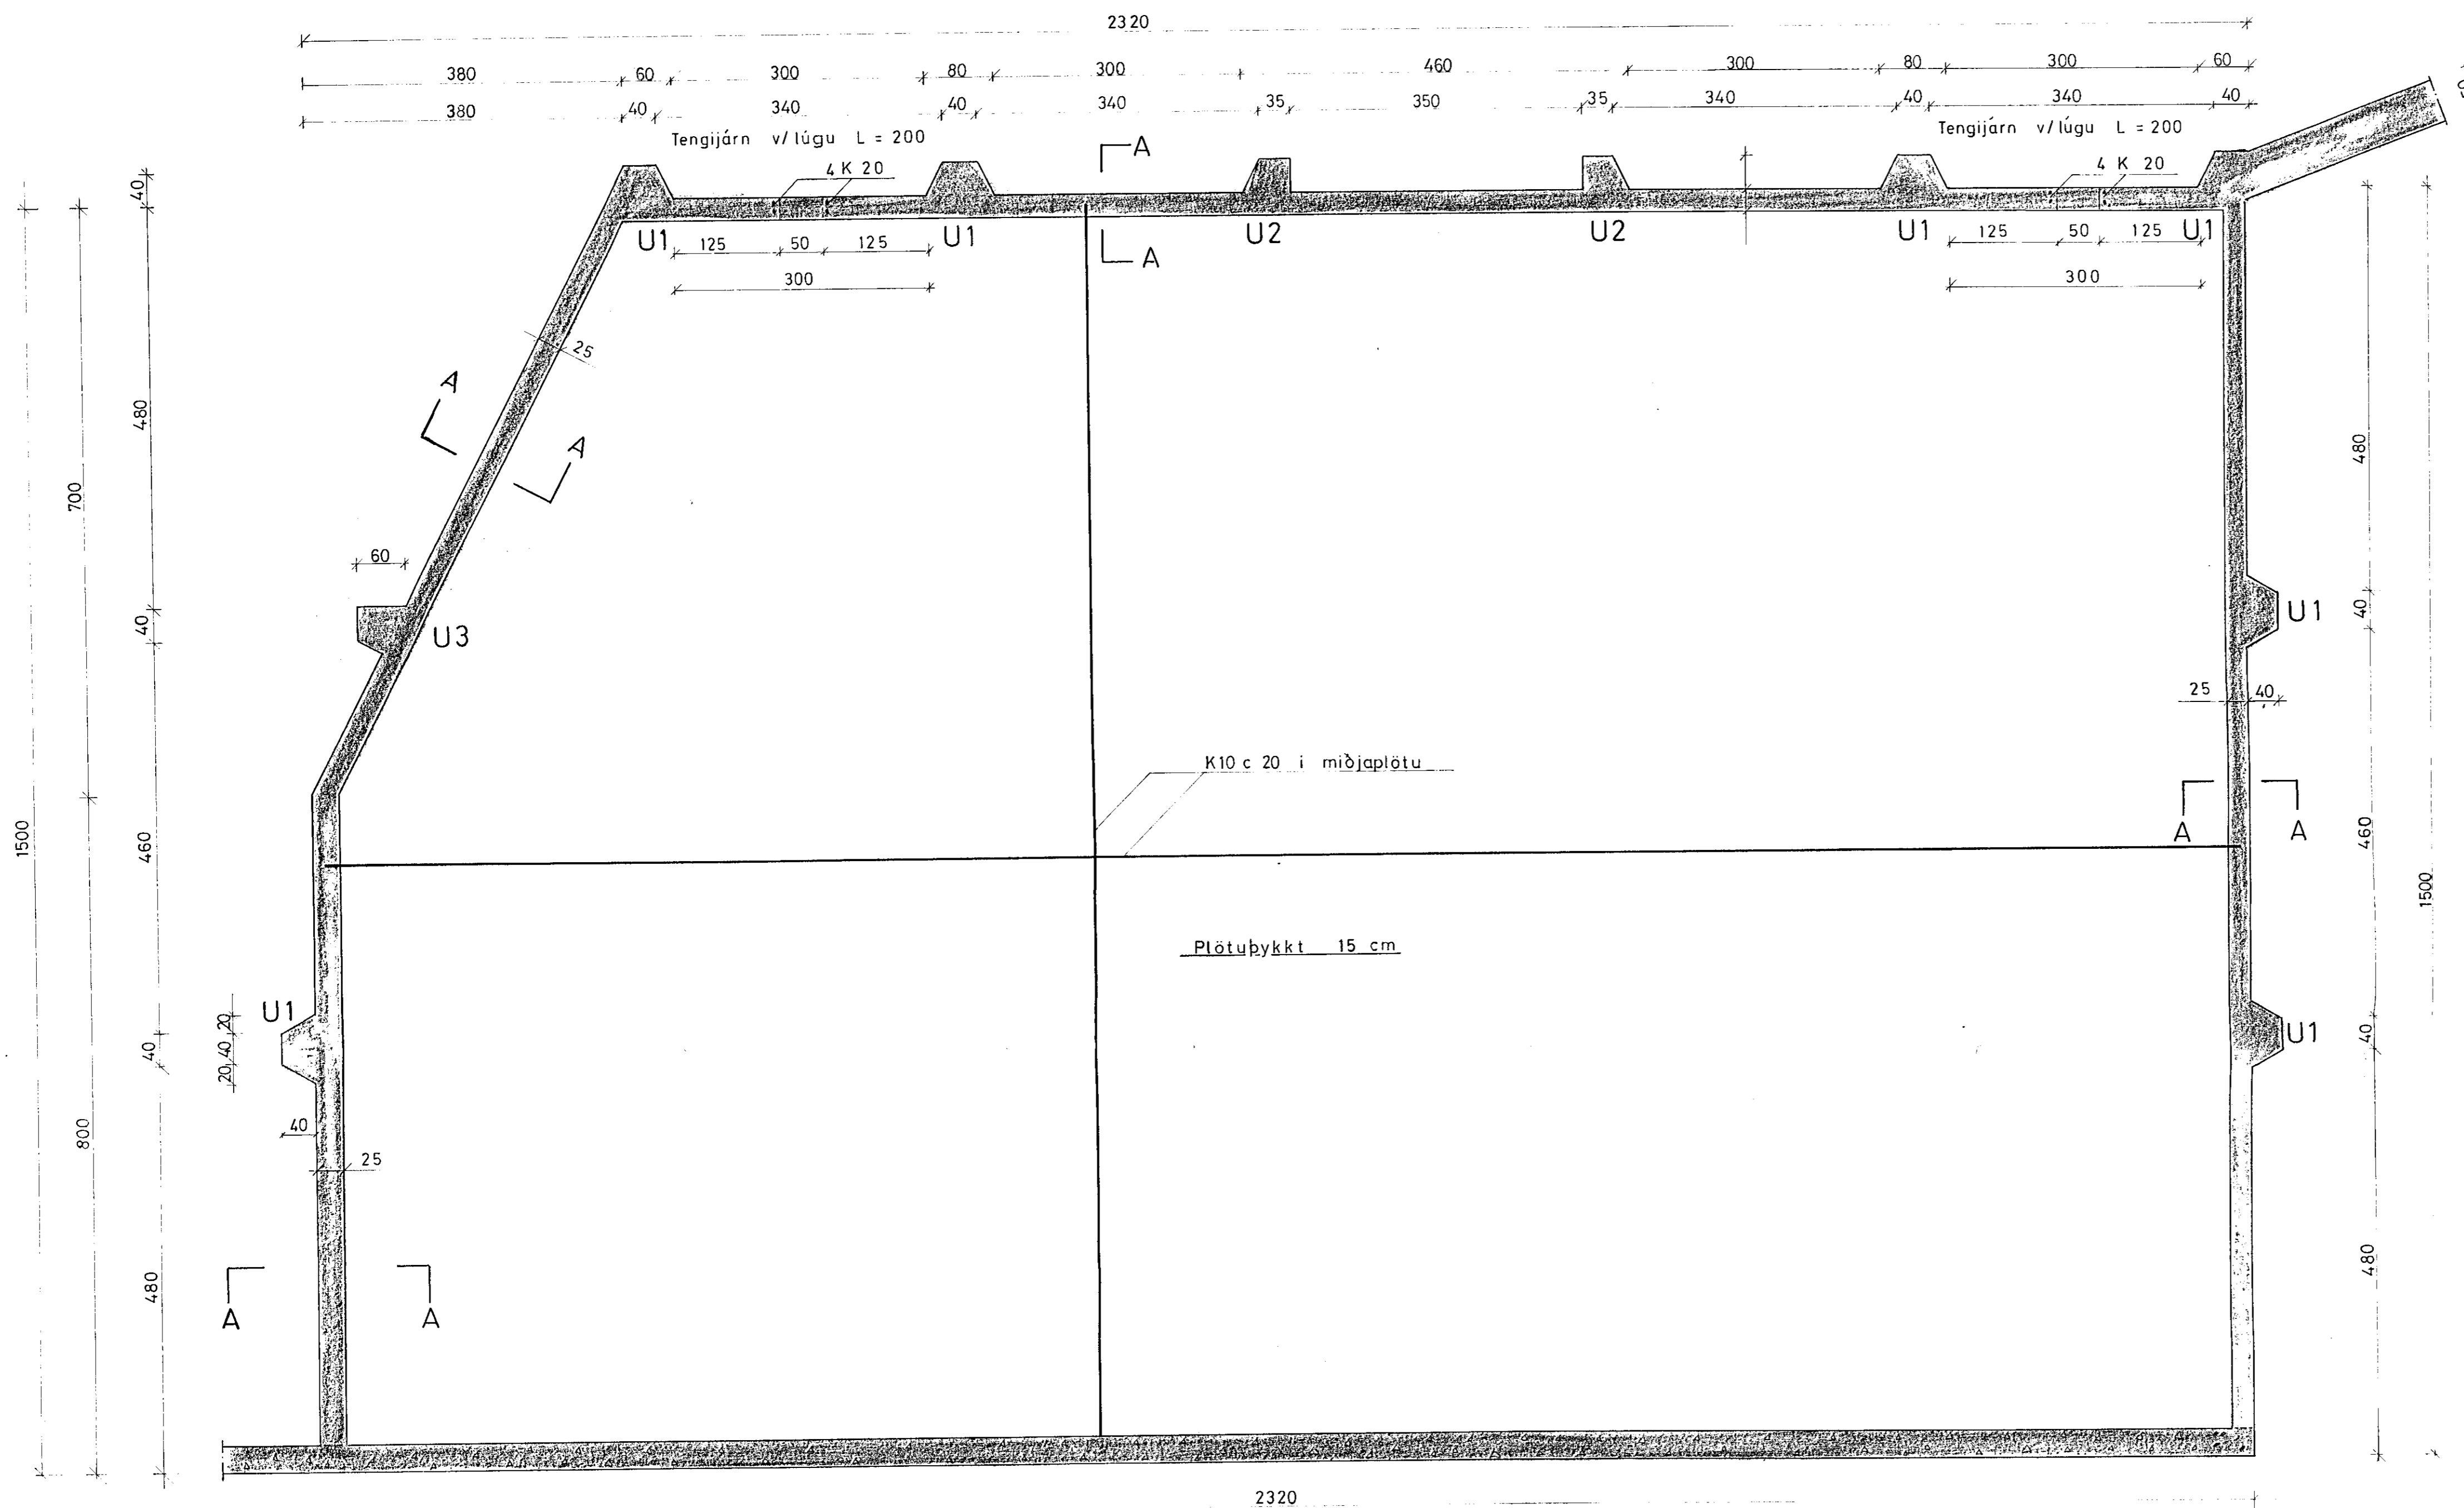 2320
380 60 300 80 300 460 300 80 300 60
380 40 340 40 340 35 350 35 340 40 340 40
Tengijárn v/lúgu L = 200
Tengijárn v/lúgu L = 200
4 K 20
4 K 20
A
A
U1 U1 U2 U2 U1 U1
125 50 125
125 50 125
300
300
40
480
700
1500
25
A
A
60
40
U3
480
40
U1
25 40
K10 c 20 i miðjaplötu
A A
460
460
1500
Plötuþykkt 15 cm
U1
20
40
20
40
40
U1
40
25
800
480
480
A A
2320